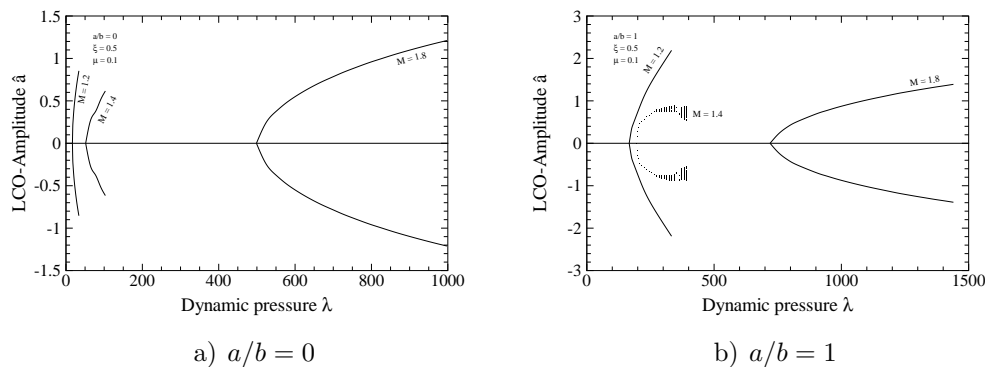 1.5
1
0.5
0
-0.5
-1
-1.5
LCO-Amplitude â
a/b = 0
ξ = 0.5
μ = 0.1
M = 1.2
M = 1.4
M = 1.8
0 200 400 600 800 1000
Dynamic pressure λ
a) a/b = 0
3
2
1
0
-1
-2
-3
LCO-Amplitude â
a/b = 1
ξ = 0.5
μ = 0.1
M = 1.2
M = 1.4
M = 1.8
0 500 1000 1500
Dynamic pressure λ
b) a/b = 1